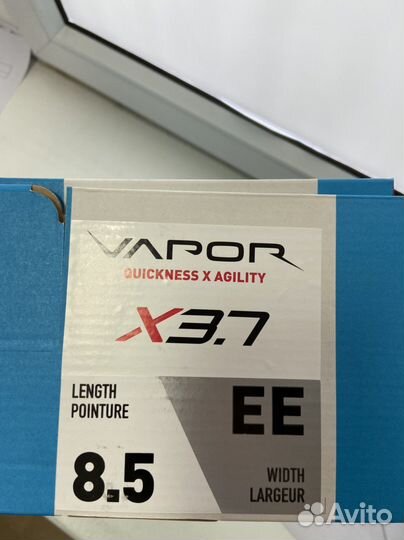 VAPOR
QUICKNESS X AGILITY
X3.7
LENGTH
POINTURE
8.5
EE
WIDTH
LARGEUR
Avito